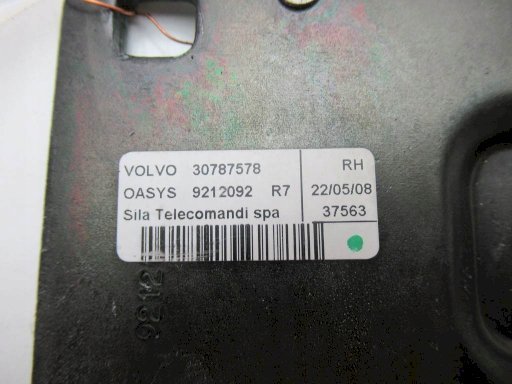 VOLVO 30787578 RH
OASYS 9212092 R7 22/05/08
Sila Telecomandi spa 37563
9212